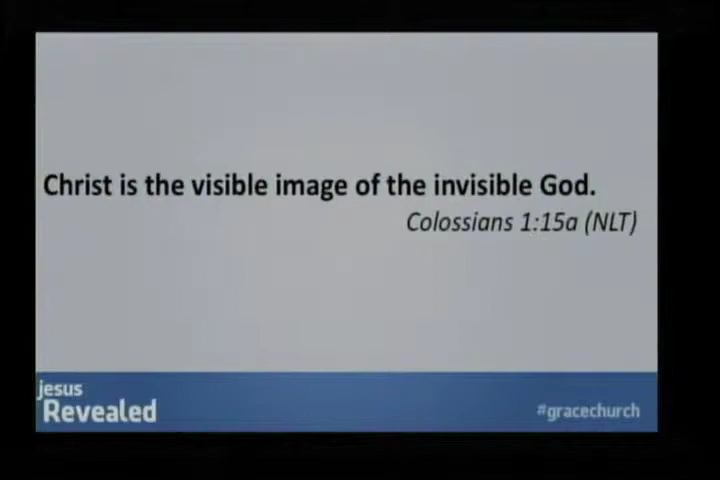 Christ is the visible image of the invisible God.
Colossians 1:15a (NLT)
jesus
Revealed
#gracechurch